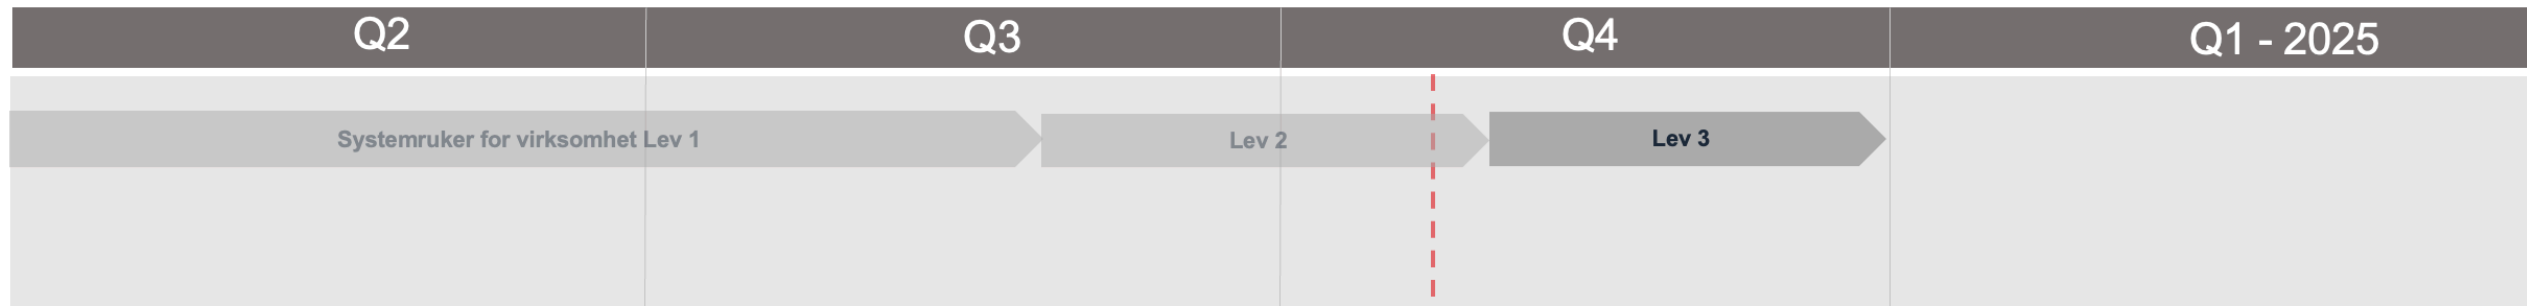 Q2
Q3
Q4
Q1 - 2025
Systemruker for virksomhet Lev 1
Lev 2
Lev 3